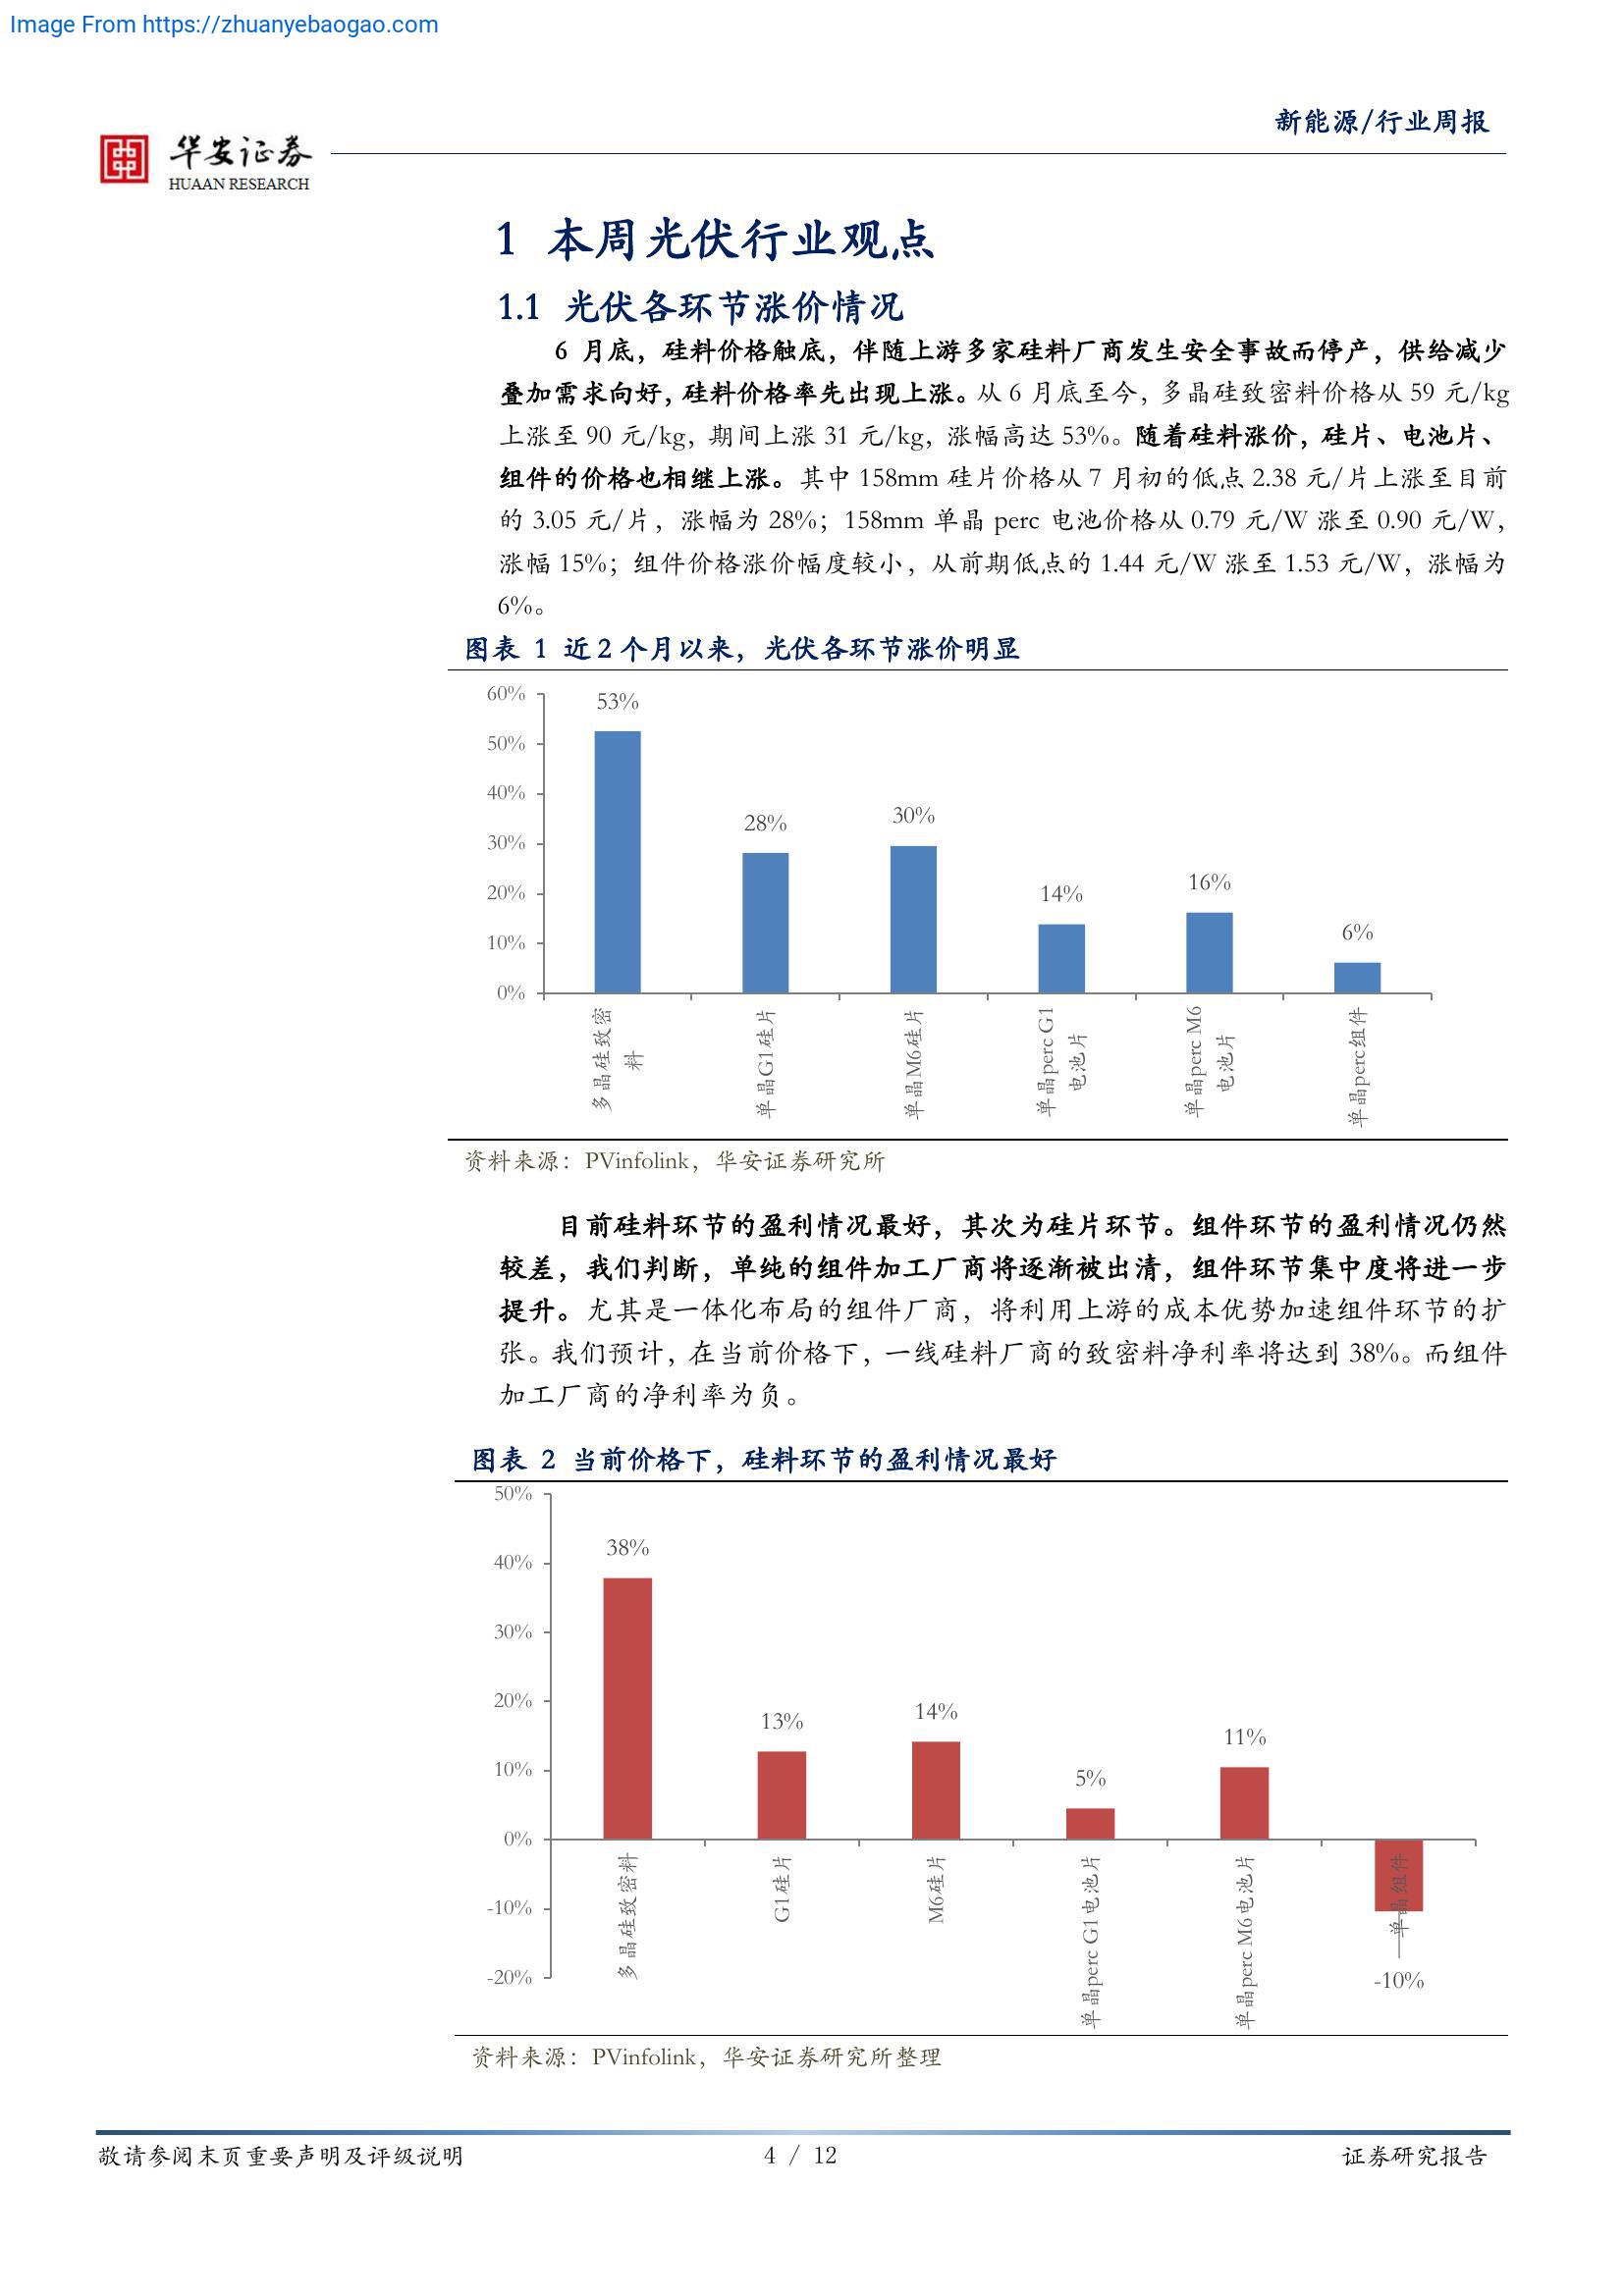 Image From https://zhuanyebaogao.com
新能源/行业周报
华安证券
HUAAN RESEARCH
1 本周光伏行业观点
1.1 光伏各环节涨价情况
6 月底，硅料价格触底，伴随上游多家硅料厂商发生安全事故而停产，供给减少
叠加需求向好，硅料价格率先出现上涨。从 6 月底至今，多晶硅致密料价格从 59 元/kg
上涨至 90 元/kg，期间上涨 31 元/kg，涨幅高达 53%。随着硅料涨价，硅片、电池片、
组件的价格也相继上涨。其中 158mm 硅片价格从 7 月初的低点 2.38 元/片上涨至目前
的 3.05 元/片，涨幅为 28%；158mm 单晶 perc 电池价格从 0.79 元/W 涨至 0.90 元/W，
涨幅 15%；组件价格涨价幅度较小，从前期低点的 1.44 元/W 涨至 1.53 元/W，涨幅为
6%。
图表 1 近 2 个月以来，光伏各环节涨价明显
60%
50%
40%
30%
20%
10%
0%
53%
28%
30%
14%
16%
6%
多晶硅致密
料
单晶G1硅片
单晶M6硅片
单晶perc G1
电池片
单晶perc M6
电池片
单晶perc组件
资料来源：PVinfolink，华安证券研究所
目前硅料环节的盈利情况最好，其次为硅片环节。组件环节的盈利情况仍然
较差，我们判断，单纯的组件加工厂商将逐渐被出清，组件环节集中度将进一步
提升。尤其是一体化布局的组件厂商，将利用上游的成本优势加速组件环节的扩
张。我们预计，在当前价格下，一线硅料厂商的致密料净利率将达到 38%。而组件
加工厂商的净利率为负。
图表 2 当前价格下，硅料环节的盈利情况最好
50%
40%
30%
20%
10%
0%
-10%
-20%
38%
13%
14%
5%
11%
-10%
多晶硅致密料
G1硅片
M6硅片
单晶perc G1电池片
单晶perc M6电池片
单晶组件
资料来源：PVinfolink，华安证券研究所整理
敬请参阅末页重要声明及评级说明
4 / 12
证券研究报告